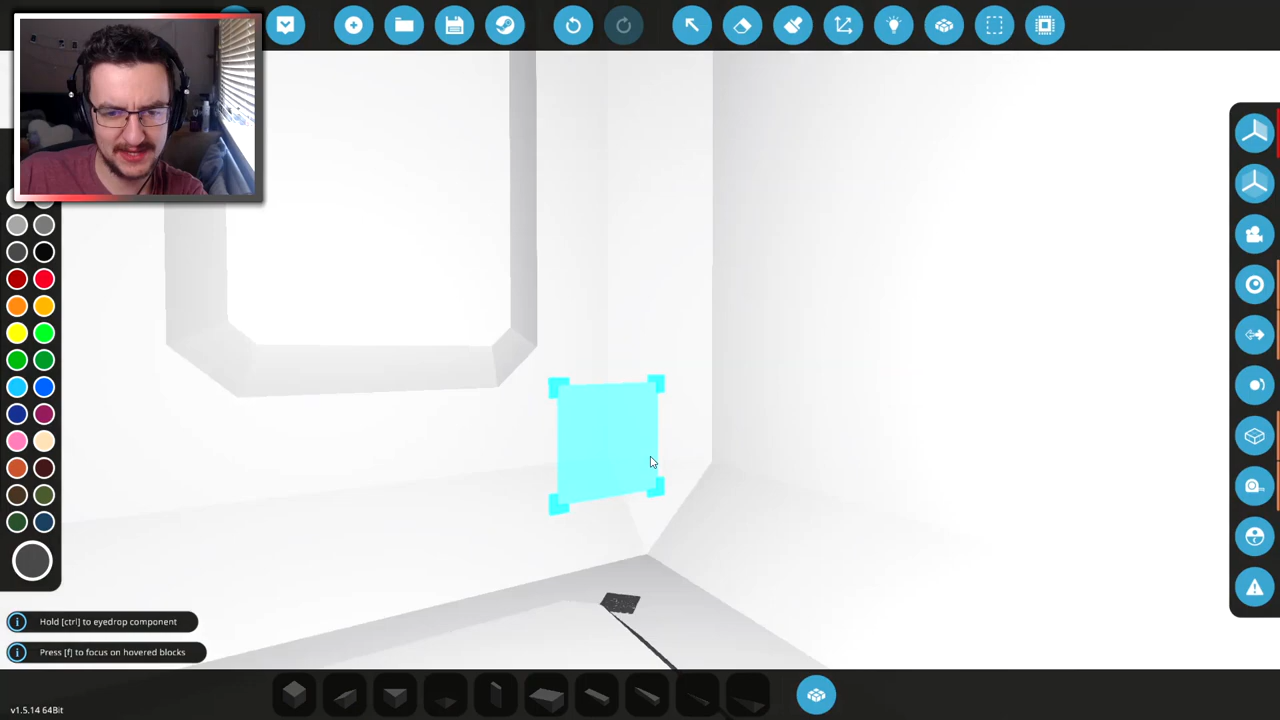 Hold [ctrl] to eyedrop component
Press [f] to focus on hovered blocks
v1.5.14 64Bit